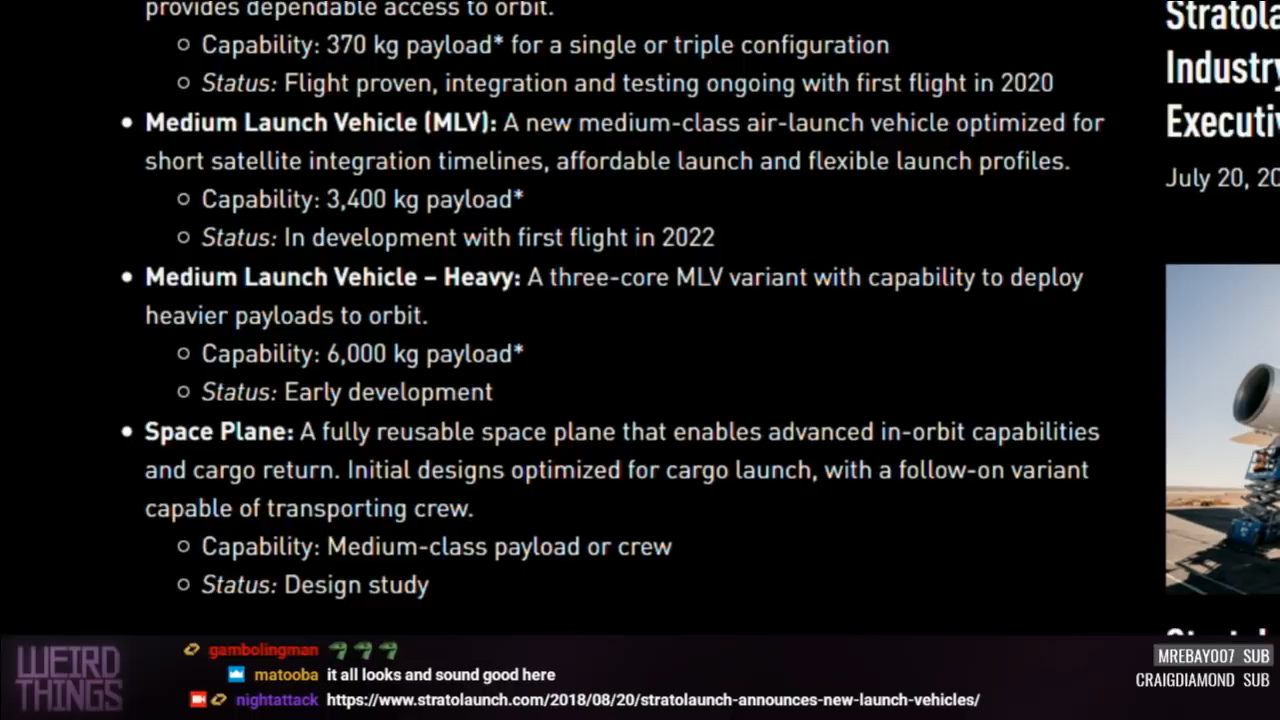 provides dependable access to orbit.
Capability: 370 kg payload* for a single or triple configuration
Status: Flight proven, integration and testing ongoing with first flight in 2020
Medium Launch Vehicle (MLV): A new medium-class air-launch vehicle optimized for
short satellite integration timelines, affordable launch and flexible launch profiles.
Capability: 3,400 kg payload*
Status: In development with first flight in 2022
Medium Launch Vehicle – Heavy: A three-core MLV variant with capability to deploy
heavier payloads to orbit.
Capability: 6,000 kg payload*
Status: Early development
Space Plane: A fully reusable space plane that enables advanced in-orbit capabilities
and cargo return. Initial designs optimized for cargo launch, with a follow-on variant
capable of transporting crew.
Capability: Medium-class payload or crew
Status: Design study
Stratola
Industry
Executiv
July 20, 20
WEIRD
THINGS
gambolingman
matooba it all looks and sound good here
nightattack https://www.stratolaunch.com/2018/08/20/stratolaunch-announces-new-launch-vehicles/
MREBAY007 SUB
CRAIGDIAMOND SUB